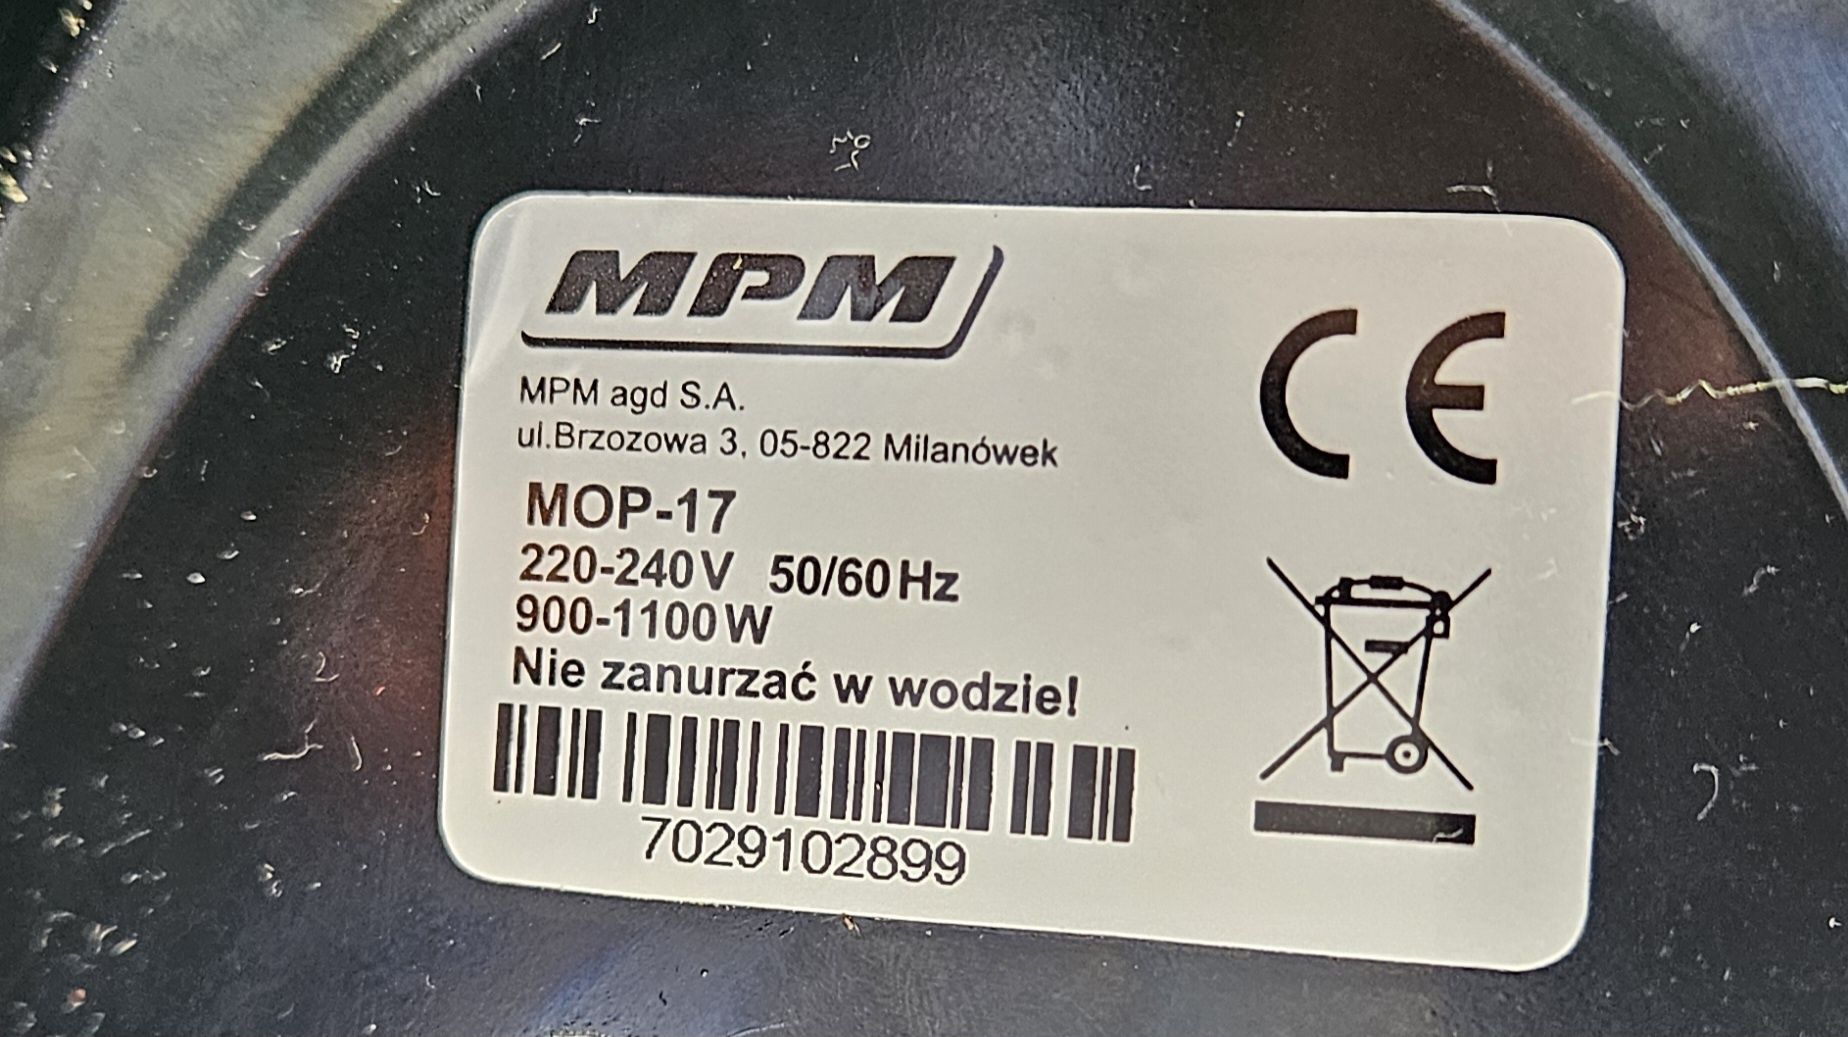 MPM
MPM agd S.A.
ul.Brzozowa 3, 05-822 Milanówek
MOP-17
220-240V 50/60Hz
900-1100W
Nie zanurzać w wodzie!
7029102899
CE